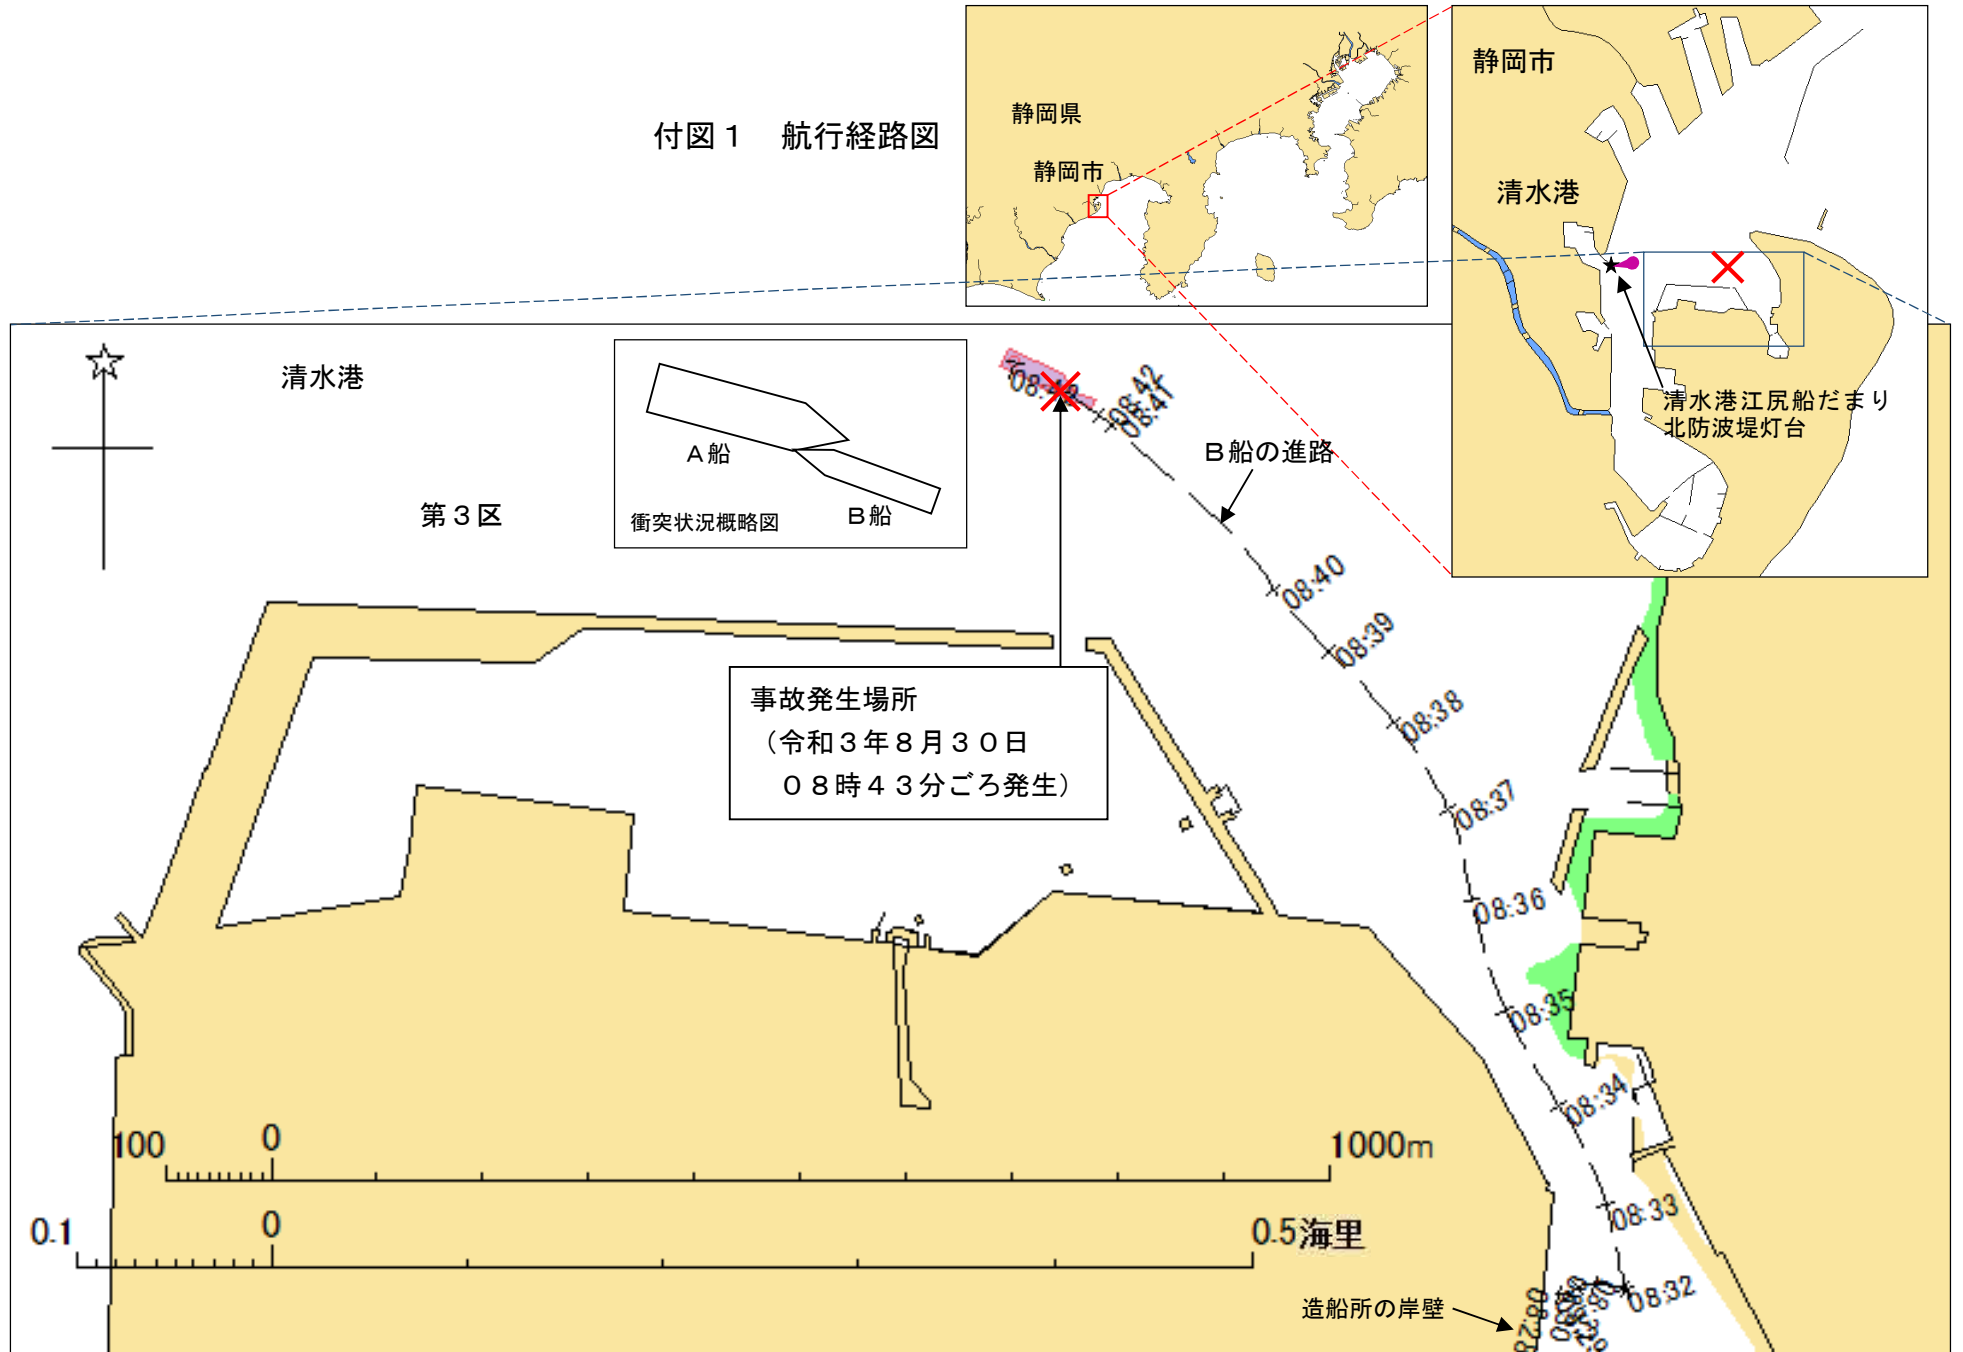 付図１　航行経路図
静岡県
静岡市
静岡市
清水港
清水港江尻船だまり
北防波堤灯台
清水港
第３区
Ａ船
Ｂ船
衝突状況概略図
08:42
08:41
Ｂ船の進路
08:40
08:39
08:38
08:37
08:36
08:35
08:34
08:33
08:32
事故発生場所
（令和３年８月３０日
０８時４３分ごろ発生）
100 0 1000m
0.1 0 0.5海里
造船所の岸壁